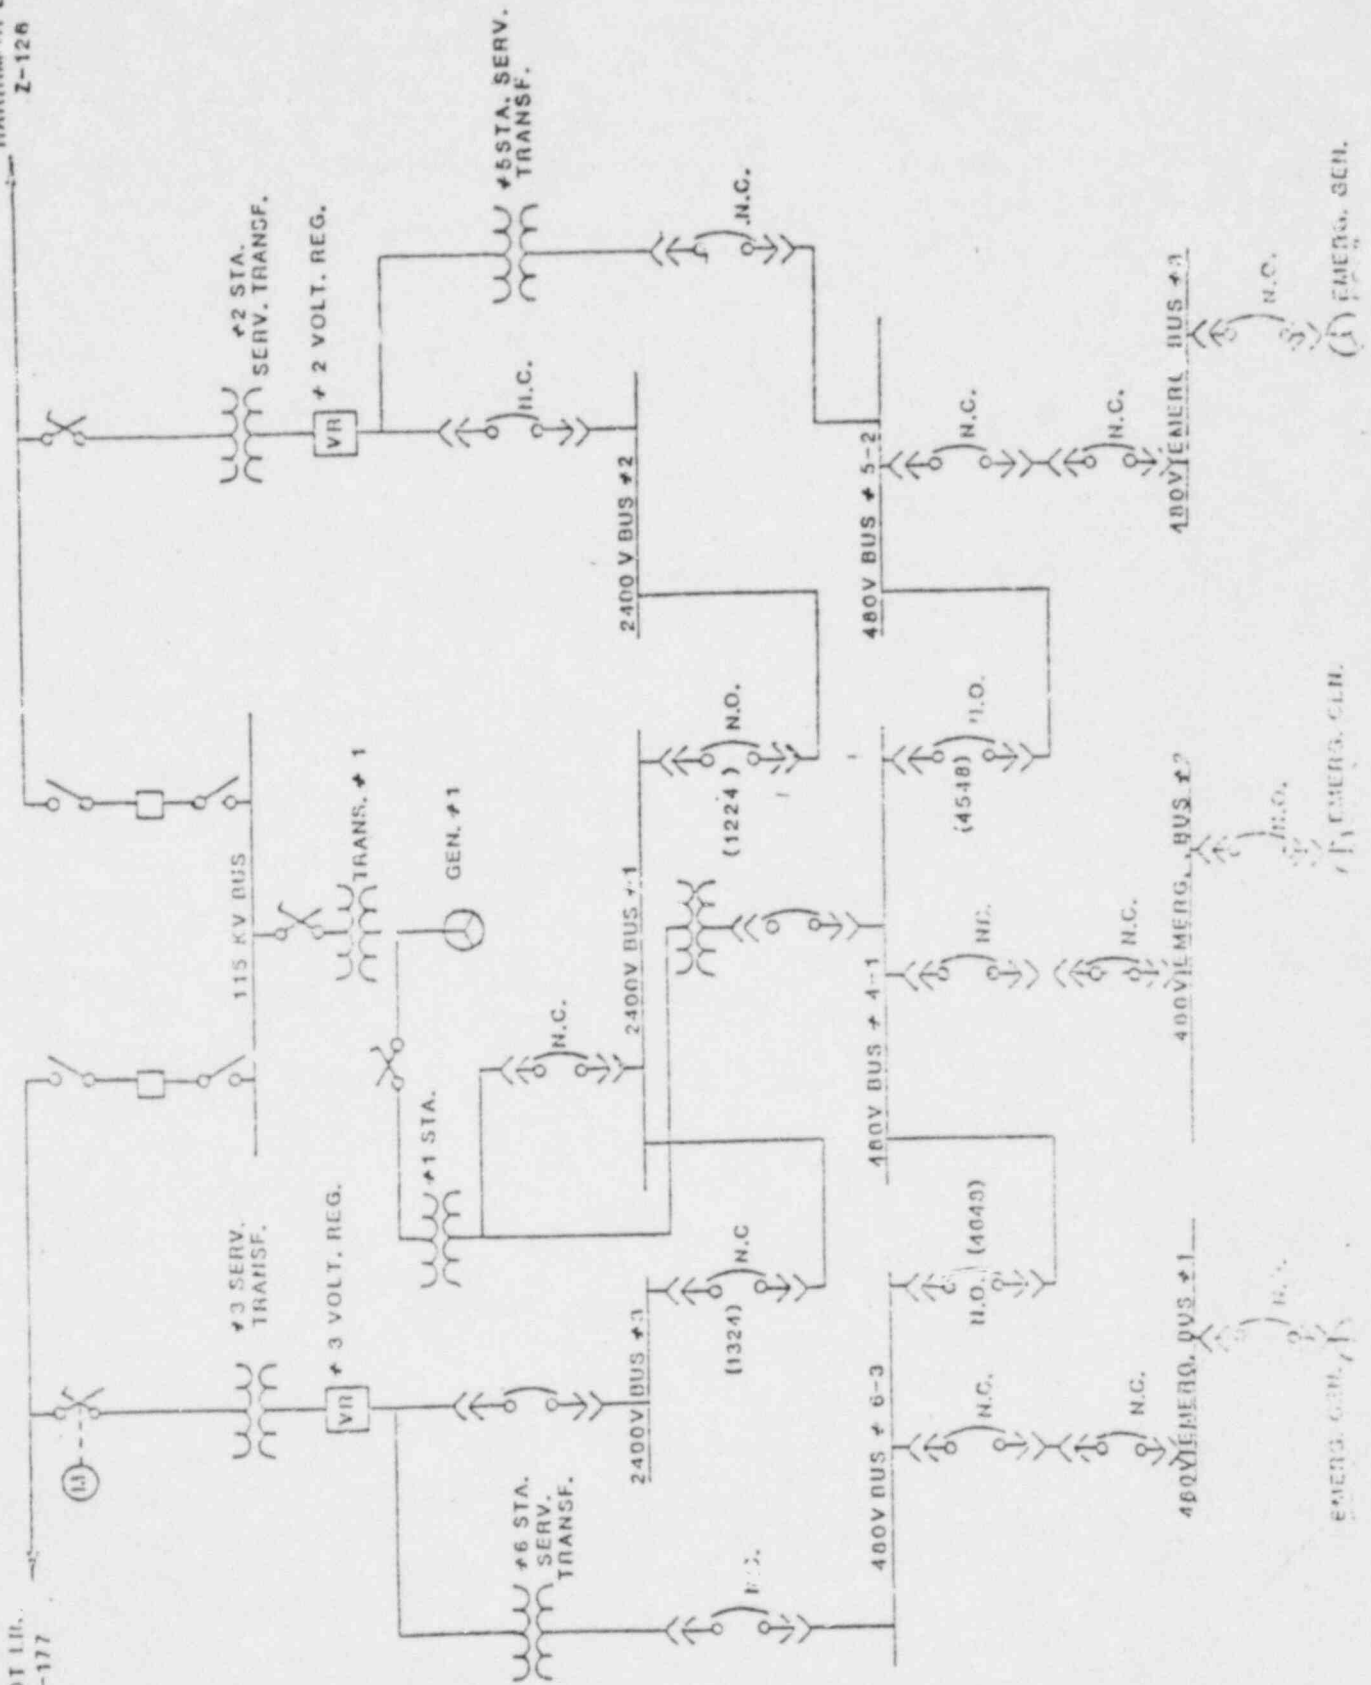 Z-126
-177
115 KV BUS
#2 STA.
SERV. TRANSF.
# 2 VOLT. REG.
#5 STA. SERV.
TRANSF.
N.C.
N.C.
TRANS. # 1
GEN. #1
#3 SERV.
TRANSF.
# 3 VOLT. REG.
VR
VR
#1 STA.
N.C.
#6 STA.
SERV.
TRANSF.
2400V BUS #3
2400V BUS #1
2400 V BUS #2
N.C
(1324)
N.O.
(1224)
480V BUS # 6-3
480V BUS # 4-1
480V BUS # 5-2
N.O. (4643)
(4548)
N.C.
N.C.
N.C.
N.C.
N.C.
N.C.
480V EMERG. BUS #1
480V EMERG. BUS #2
480V EMERG. BUS #3
EMERG. GEN.
EMERG. GEN.
EMERG. GEN.